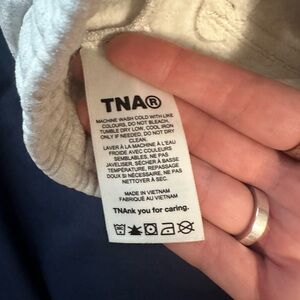 TNA®
MACHINE WASH COLD WITH LIKE
COLOURS, DO NOT BLEACH,
TUMBLE DRY LOW, COOL IRON
ONLY IF NEEDED. DO NOT DRY
CLEAN.
LAVER À LA MACHINE À L'EAU
FROIDE AVEC COULEURS
SEMBLABLES, NE PAS
JAVELISER, SÉCHER À BASSE
TEMPÉRATURE, REPASSAGE
DOUX SI NÉCESSAIRE, NE PAS
NETTOYER À SEC.
MADE IN VIETNAM
FABRIQUÉ AU VIETNAM
TNAnk you for caring.